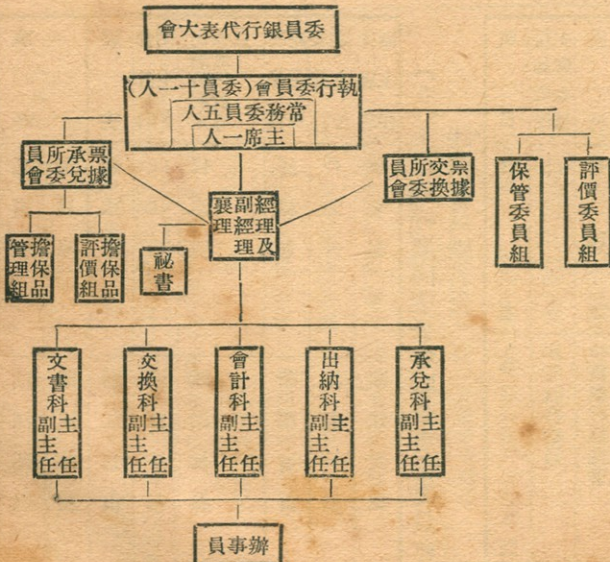 委員銀行代表大會
執行委員會(委員十一人)
常務委員五人
主席一人
評價委員組
保管委員組
票據
交換
所委
員會
票據
承兌
所委
員會
經理及
副經理
襄理
祕書
擔保品
評價組
擔保品
管理組
承兌科
主任
副主任
出納科
主任
副主任
會計科
主任
副主任
交換科
主任
副主任
文書科
主任
副主任
辦事員